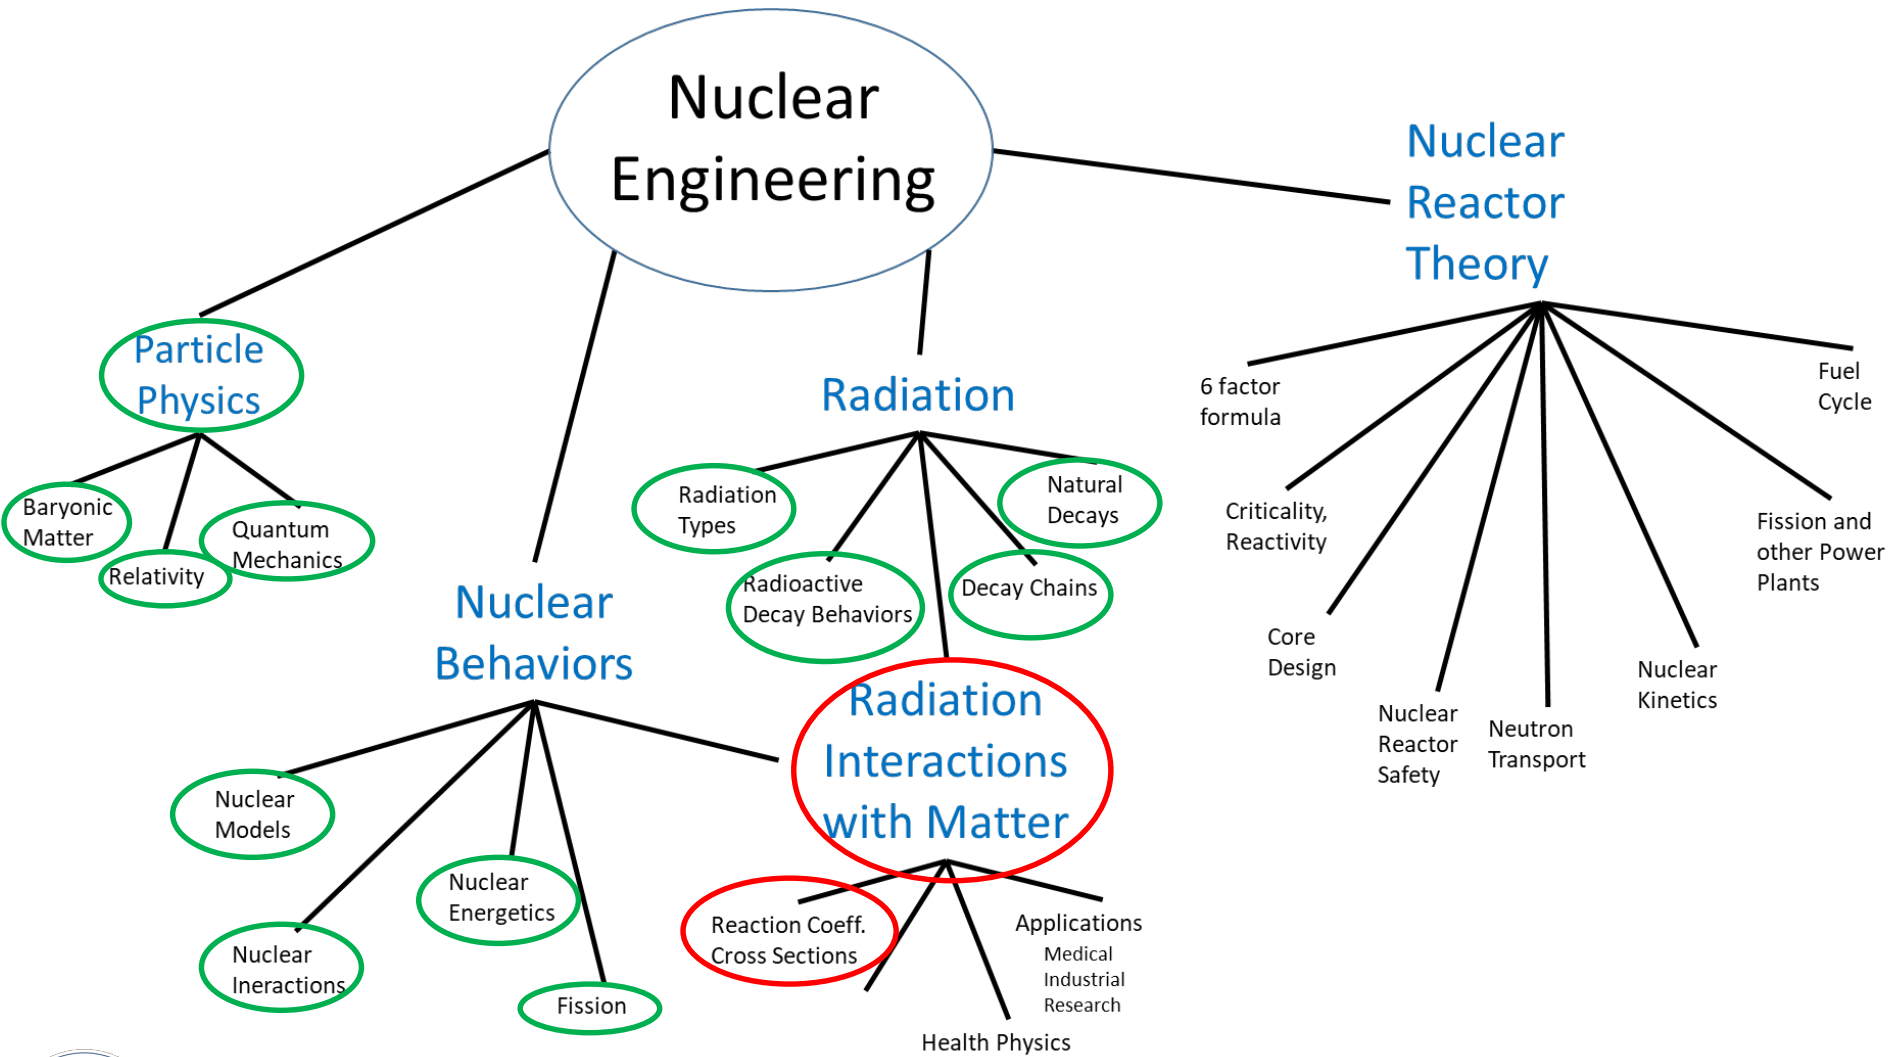 Nuclear
Engineering
Nuclear
Reactor
Theory
Particle
Physics
Baryonic
Matter
Relativity
Quantum
Mechanics
Radiation
Radiation
Types
Radioactive
Decay Behaviors
Decay Chains
Natural
Decays
Nuclear
Behaviors
Nuclear
Models
Nuclear
Ineractions
Nuclear
Energetics
Fission
Radiation
Interactions
with Matter
Reaction Coeff.
Cross Sections
Health Physics
Applications
Medical
Industrial
Research
6 factor
formula
Criticality,
Reactivity
Core
Design
Nuclear
Reactor
Safety
Neutron
Transport
Nuclear
Kinetics
Fission and
other Power
Plants
Fuel
Cycle